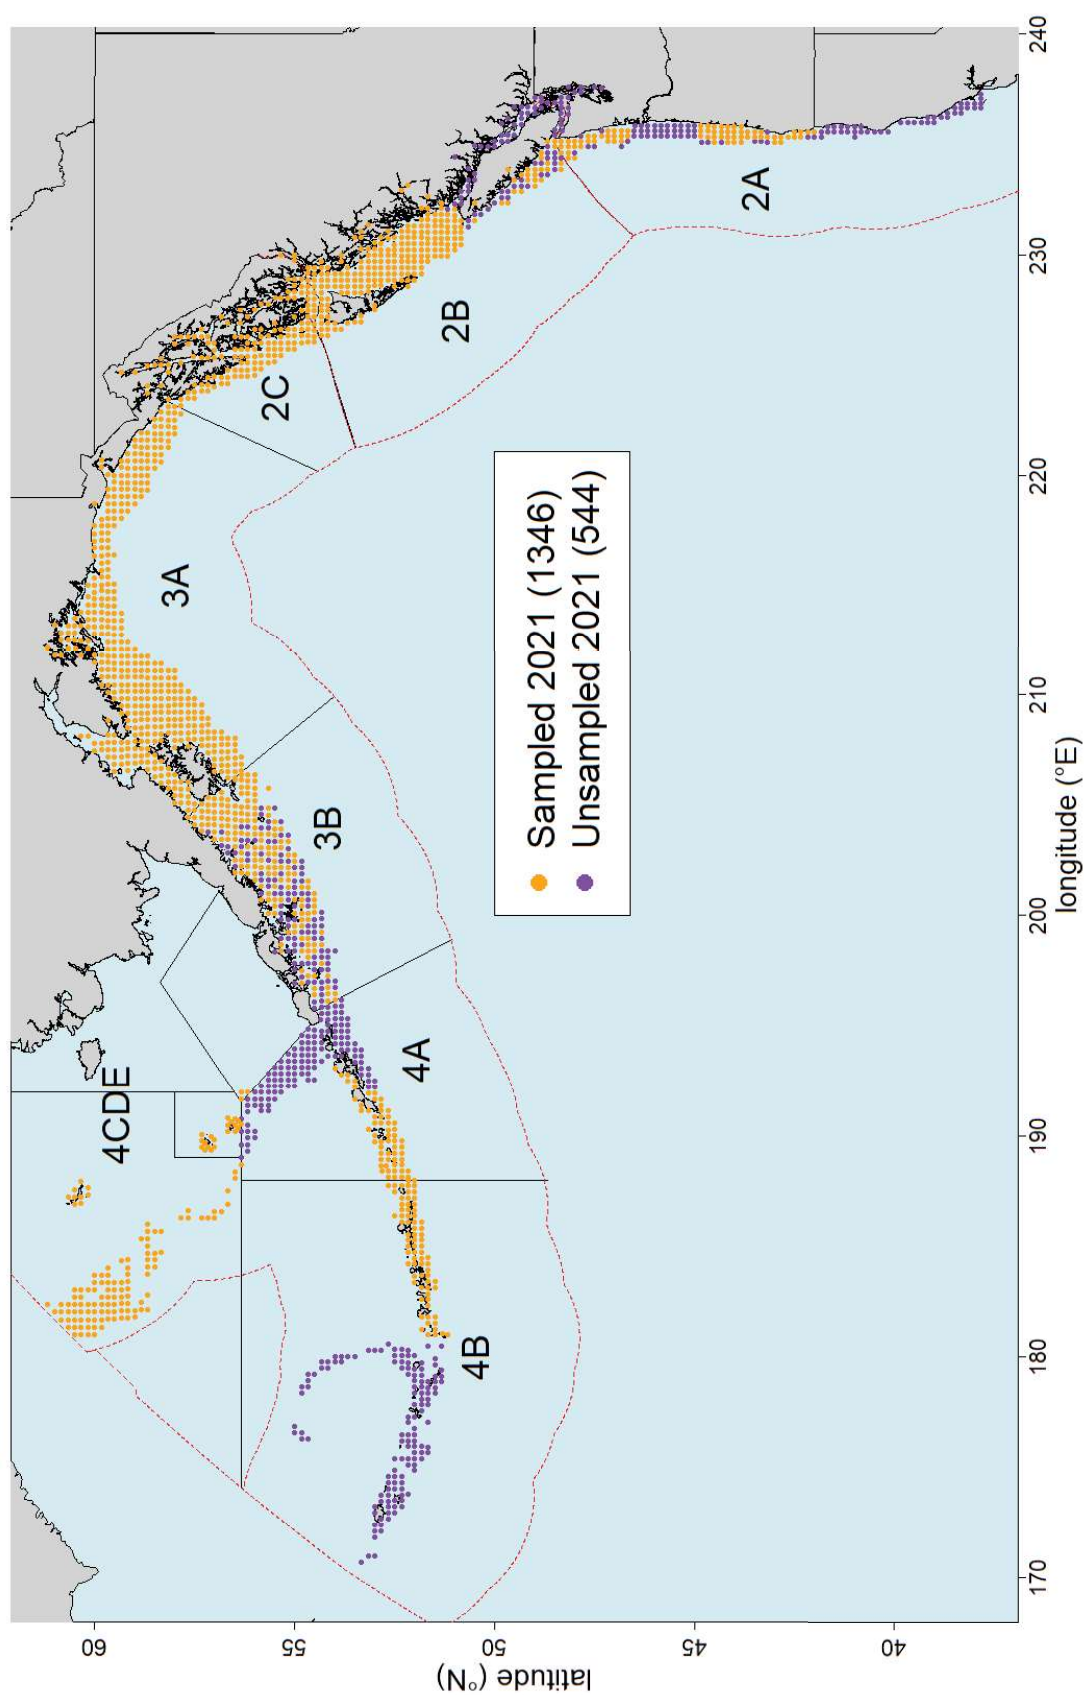 4CDE
3A
2C
2B
2A
3B
4A
4B
Sampled 2021 (1346)
Unsampled 2021 (544)
latitude (°N)
60
55
50
45
40
170
180
190
200
210
220
230
240
longitude (°E)